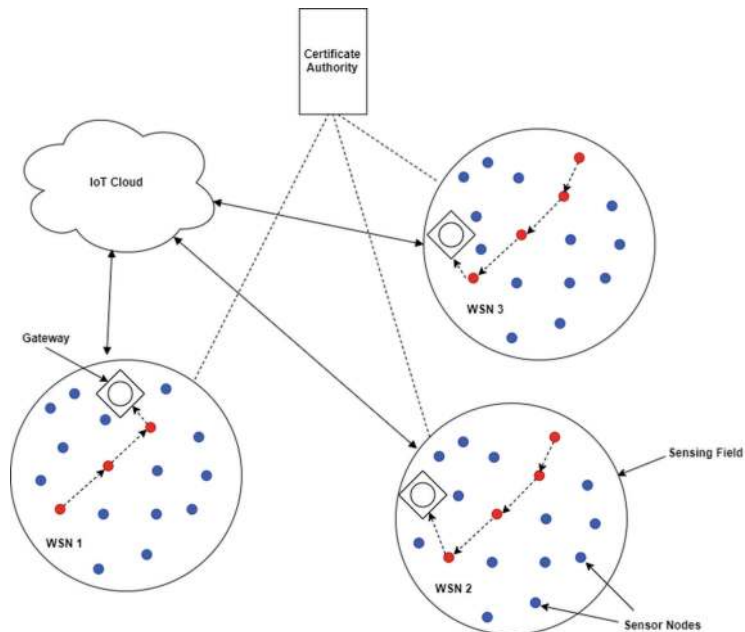 Certificate
Authority
IoT Cloud
WSN 3
Gateway
Sensing Field
WSN 1
WSN 2
Sensor Nodes